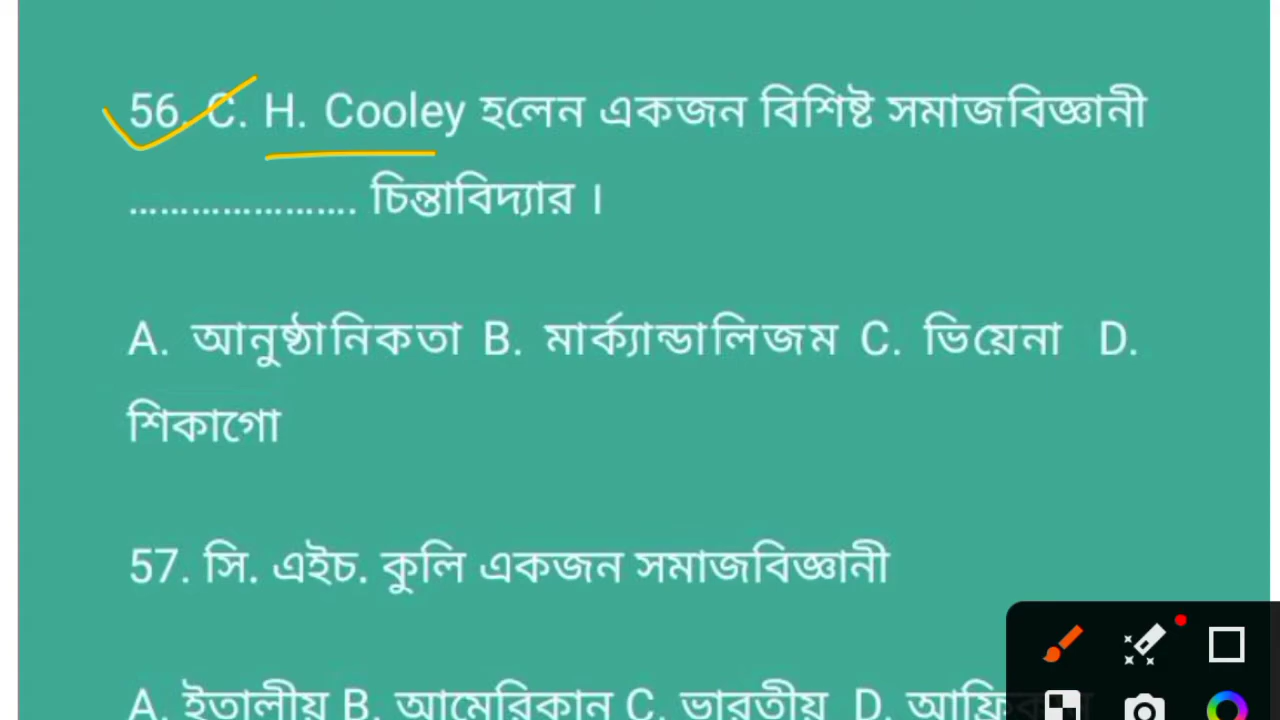 56. C. H. Cooley হলেন একজন বিশিষ্ট সমাজবিজ্ঞানী
...................... চিন্তাবিদ্যার ।
A. আনুষ্ঠানিকতা B. মার্ক্যান্ডালিজম C. ভিয়েনা D.
শিকাগো
57. সি. এইচ. কুলি একজন সমাজবিজ্ঞানী
A. ইতালীয় B. আমেরিকান C. ভারতীয় D.